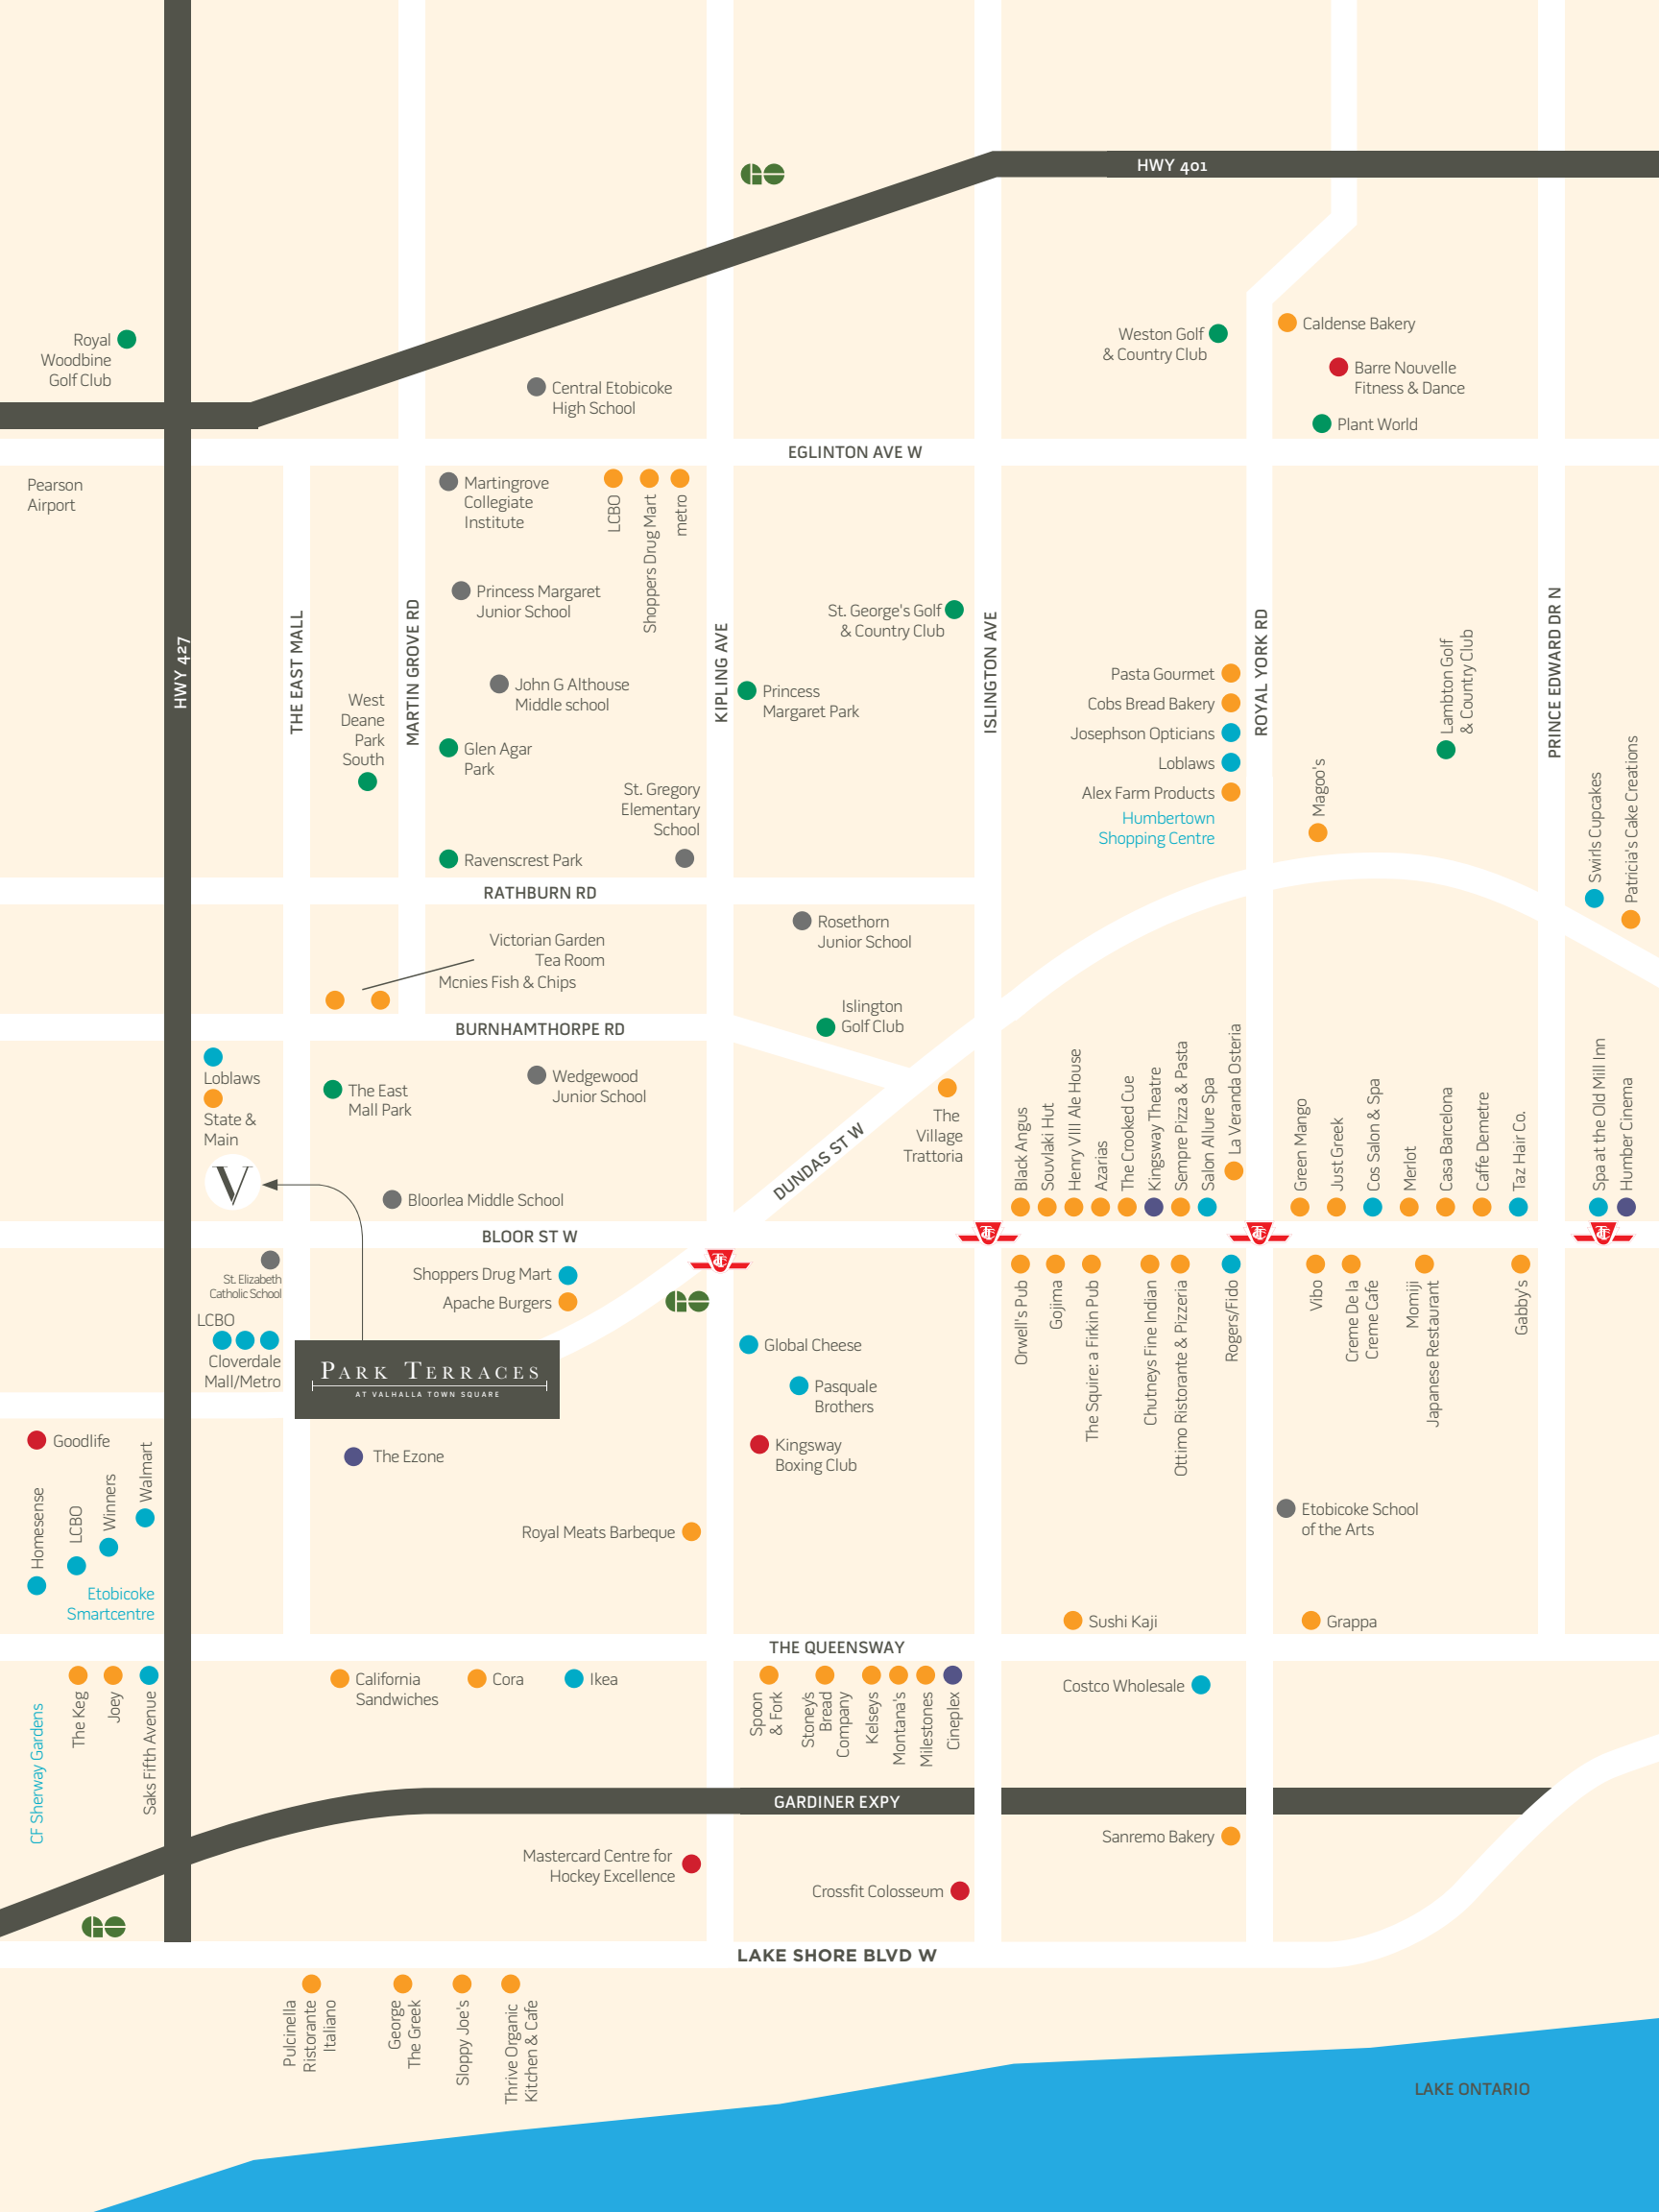 HWY 401
Royal
Woodbine
Golf Club
Weston Golf
& Country Club
Caldense Bakery
Barre Nouvelle
Fitness & Dance
Plant World
Central Etobicoke
High School
EGLINTON AVE W
Pearson
Airport
Martingrove
Collegiate
Institute
LCBO
Shoppers Drug Mart
metro
Princess Margaret
Junior School
St. George's Golf
& Country Club
HWY 427
THE EAST MALL
MARTIN GROVE RD
KIPLING AVE
ISLINGTON AVE
ROYAL YORK RD
PRINCE EDWARD DR N
West
Deane
Park
South
John G Althouse
Middle school
Princess
Margaret Park
Glen Agar
Park
St. Gregory
Elementary
School
Ravenscrest Park
Pasta Gourmet
Cobs Bread Bakery
Josephson Opticians
Loblaws
Alex Farm Products
Humbertown
Shopping Centre
Magoo's
Lambton Golf
& Country Club
Swirls Cupcakes
Patricia's Cake Creations
RATHBURN RD
Rosethorn
Junior School
Victorian Garden
Tea Room
Mcnies Fish & Chips
Islington
Golf Club
BURNHAMTHORPE RD
Loblaws
State &
Main
V
The East
Mall Park
Wedgewood
Junior School
Bloorlea Middle School
DUNDAS ST W
The
Village
Trattoria
Black Angus
Souvlaki Hut
Henry VIII Ale House
Azarias
The Crooked Cue
Kingsway Theatre
Sempre Pizza & Pasta
Salon Allure Spa
La Veranda Osteria
Green Mango
Just Greek
Cos Salon & Spa
Merlot
Casa Barcelona
Caffe Demetre
Taz Hair Co.
Spa at the Old Mill Inn
Humber Cinema
BLOOR ST W
St. Elizabeth
Catholic School
LCBO
Cloverdale
Mall/Metro
Shoppers Drug Mart
Apache Burgers
PARK TERRACES
AT VALHALLA TOWN SQUARE
Global Cheese
Pasquale
Brothers
Kingsway
Boxing Club
Orwell's Pub
Gojima
The Squire: a Firkin Pub
Chutneys Fine Indian
Ottimo Ristorante & Pizzeria
Rogers/Fido
Vibo
Creme De la
Creme Cafe
Momiji
Japanese Restaurant
Gabby's
Goodlife
Homesense
LCBO
Winners
Walmart
Etobicoke
Smartcentre
The Ezone
Royal Meats Barbeque
Etobicoke School
of the Arts
Sushi Kaji
Grappa
THE QUEENSWAY
CF Sherway Gardens
The Keg
Joey
Saks Fifth Avenue
California
Sandwiches
Cora
Ikea
Spoon
& Fork
Stoney's
Bread
Company
Kelseys
Montana's
Milestones
Cineplex
Costco Wholesale
GARDINER EXPY
Mastercard Centre for
Hockey Excellence
Crossfit Colosseum
Sanremo Bakery
LAKE SHORE BLVD W
Pulcinella
Ristorante
Italiano
George
The Greek
Sloppy Joe's
Thrive Organic
Kitchen & Cafe
LAKE ONTARIO